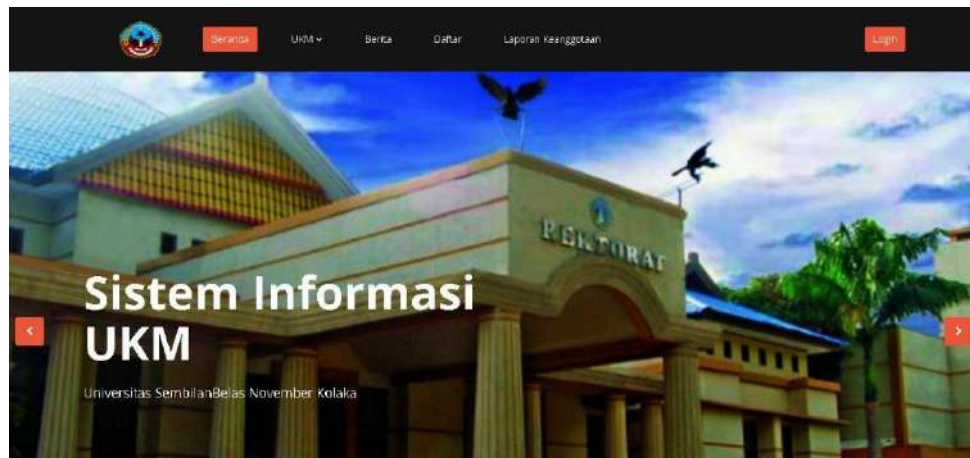 Beranda
UKM
Berita
Daftar
Laporan Keanggotaan
Login
REKTORAT
Sistem Informasi
UKM
Universitas SembilanBelas November Kolaka